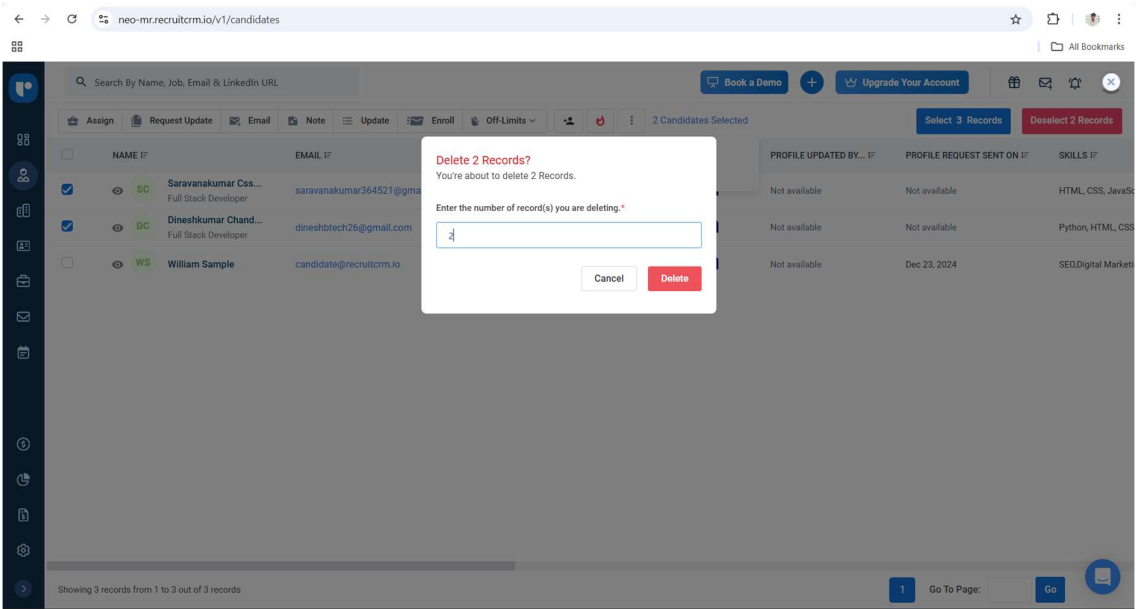 neo-mr.recruitcrm.io/v1/candidates
All Bookmarks
Search By Name, Job, Email & LinkedIn URL
Book a Demo
Upgrade Your Account
Assign Request Update Email Note Update Enroll Off-Limits 2 Candidates Selected Select 3 Records Deselect 2 Records
NAME EMAIL PROFILE UPDATED BY... PROFILE REQUEST SENT ON SKILLS
SC Saravanakumar Css... saravanakumar364521@gma Not available Not available HTML, CSS, JavaSc
Full Stack Developer
DC Dineshkumar Chand... dineshbtech26@gmail.com Not available Not available Python, HTML, CSS
Full Stack Developer
WS William Sample candidate@recruitcrm.io Not available Dec 23, 2024 SEO,Digital Marketi
Delete 2 Records?
You're about to delete 2 Records.
Enter the number of record(s) you are deleting.*
2
Cancel Delete
Showing 3 records from 1 to 3 out of 3 records
1 Go To Page: Go